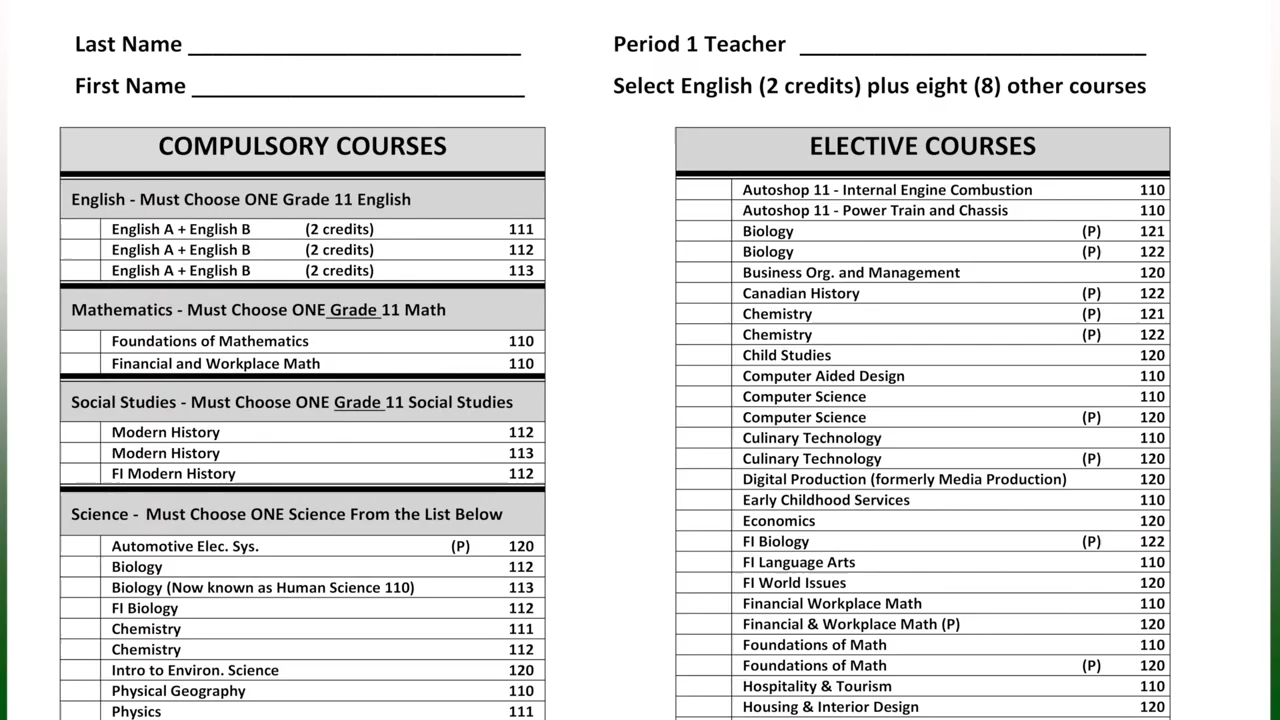 Last Name ___________________________
First Name ___________________________
Period 1 Teacher ____________________________
Select English (2 credits) plus eight (8) other courses
COMPULSORY COURSES
English - Must Choose ONE Grade 11 English
English A + English B (2 credits) 111
English A + English B (2 credits) 112
English A + English B (2 credits) 113
Mathematics - Must Choose ONE Grade 11 Math
Foundations of Mathematics 110
Financial and Workplace Math 110
Social Studies - Must Choose ONE Grade 11 Social Studies
Modern History 112
Modern History 113
FI Modern History 112
Science - Must Choose ONE Science From the List Below
Automotive Elec. Sys. (P) 120
Biology 112
Biology (Now known as Human Science 110) 113
FI Biology 112
Chemistry 111
Chemistry 112
Intro to Environ. Science 120
Physical Geography 110
Physics 111
ELECTIVE COURSES
Autoshop 11 - Internal Engine Combustion 110
Autoshop 11 - Power Train and Chassis 110
Biology (P) 121
Biology (P) 122
Business Org. and Management 120
Canadian History (P) 122
Chemistry (P) 121
Chemistry (P) 122
Child Studies 120
Computer Aided Design 110
Computer Science 110
Computer Science (P) 120
Culinary Technology 110
Culinary Technology (P) 120
Digital Production (formerly Media Production) 120
Early Childhood Services 110
Economics 120
FI Biology (P) 122
FI Language Arts 110
FI World Issues 120
Financial Workplace Math 110
Financial & Workplace Math (P) 120
Foundations of Math 110
Foundations of Math (P) 120
Hospitality & Tourism 110
Housing & Interior Design 120